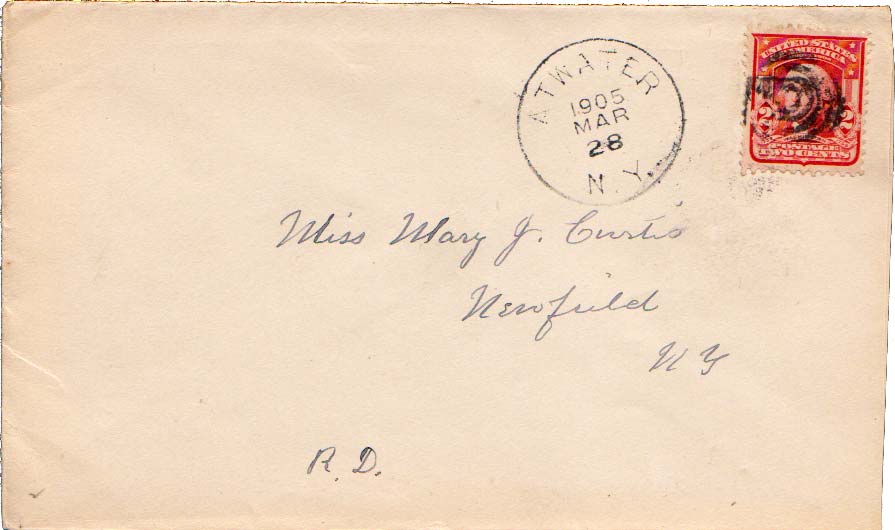 ATWATER
1905
MAR
28
N.Y.
UNITED STATES
OF AMERICA
2 2
POSTAGE
TWO CENTS
Miss Mary J. Curtis
Newfield
N Y
R. D.